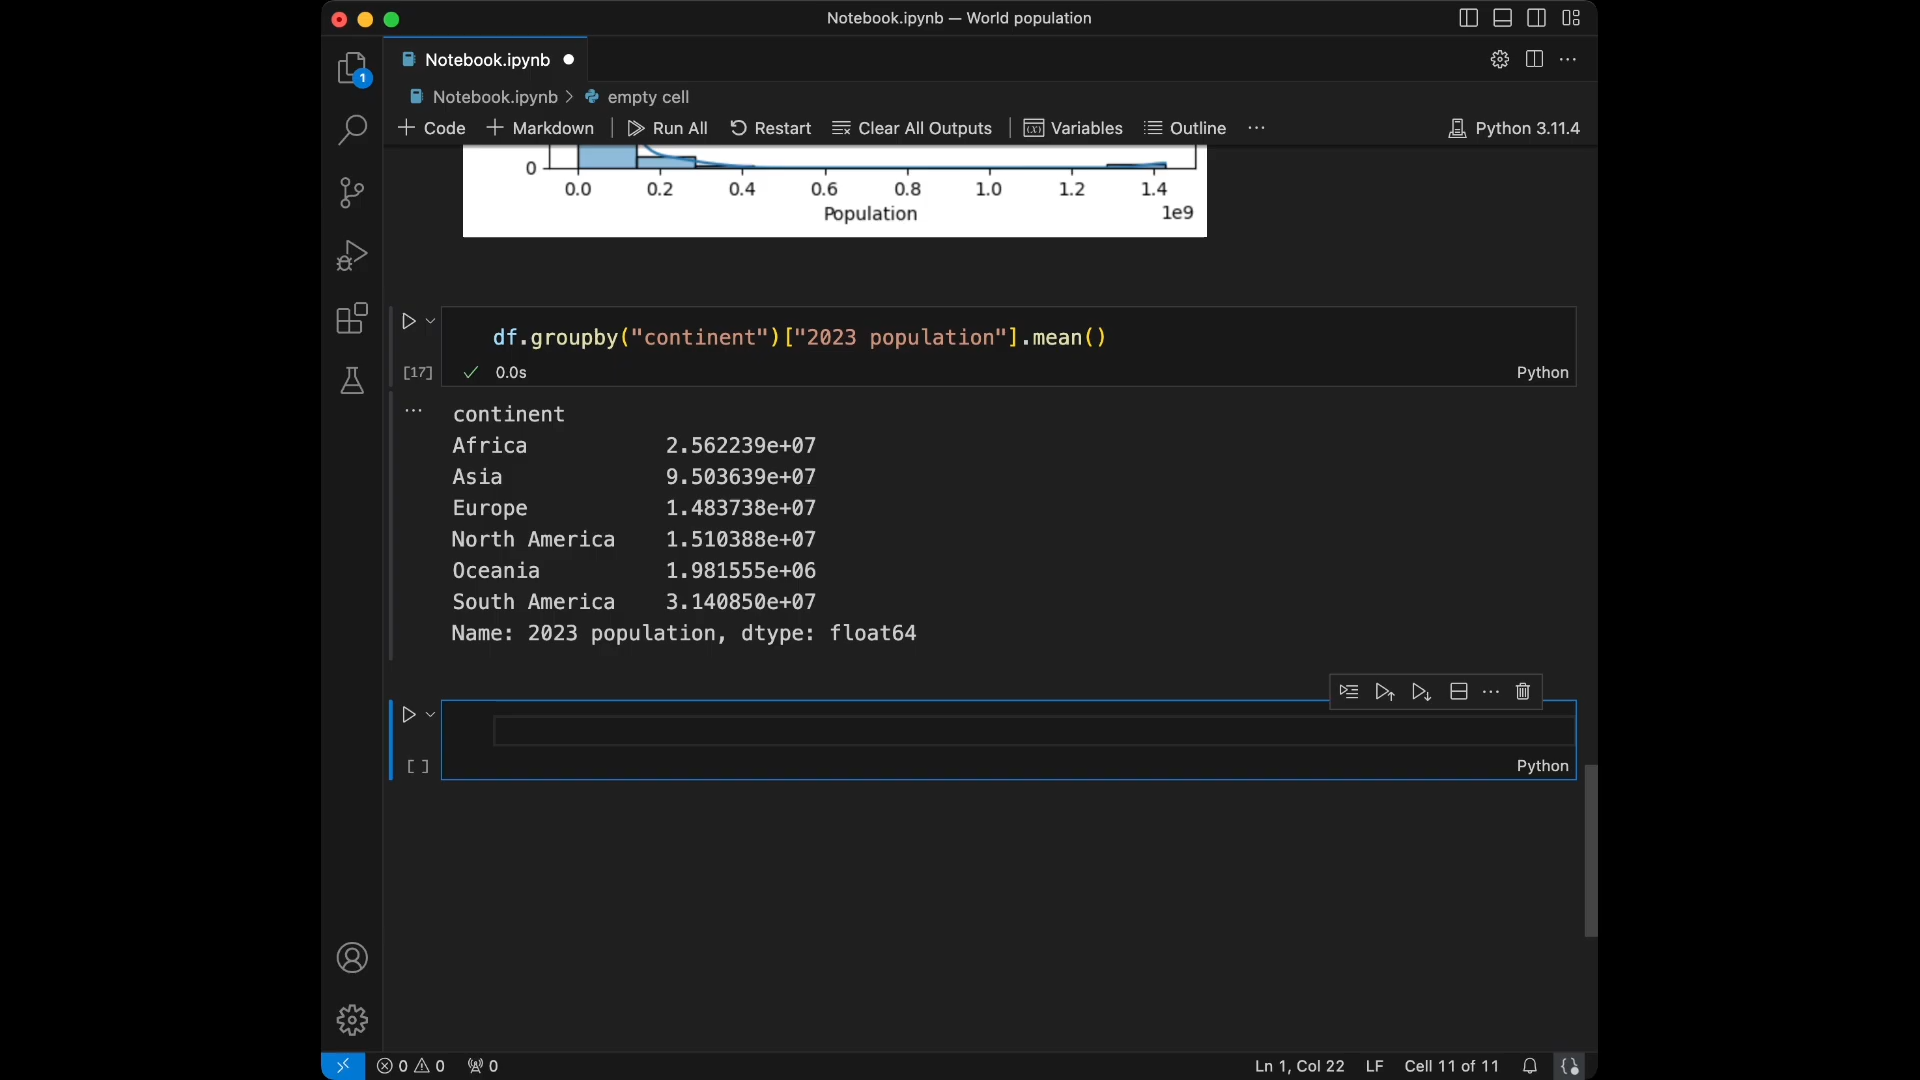 Notebook.ipynb — World population
1
Notebook.ipynb
Notebook.ipynb > empty cell
Code Markdown Run All Restart Clear All Outputs Variables Outline ... Python 3.11.4
0
0.0 0.2 0.4 0.6 0.8 1.0 1.2 1.4
Population 1e9
df.groupby("continent")["2023 population"].mean()
[17] 0.0s Python
continent
Africa 2.562239e+07
Asia 9.503639e+07
Europe 1.483738e+07
North America 1.510388e+07
Oceania 1.981555e+06
South America 3.140850e+07
Name: 2023 population, dtype: float64
[ ] Python
0 0 0 Ln 1, Col 22 LF Cell 11 of 11